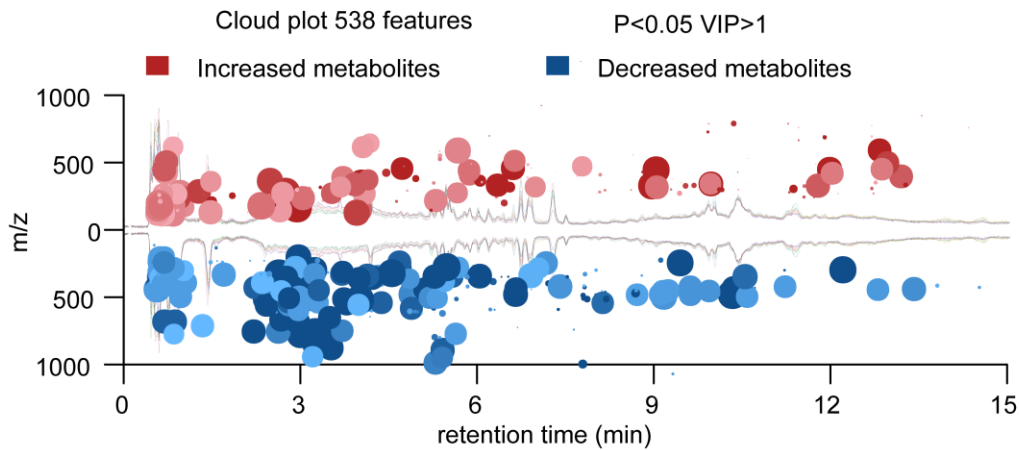 Cloud plot 538 features P<0.05 VIP>1
Increased metabolites Decreased metabolites
1000
500
0
500
1000
m/z
0 3 6 9 12 15
retention time (min)